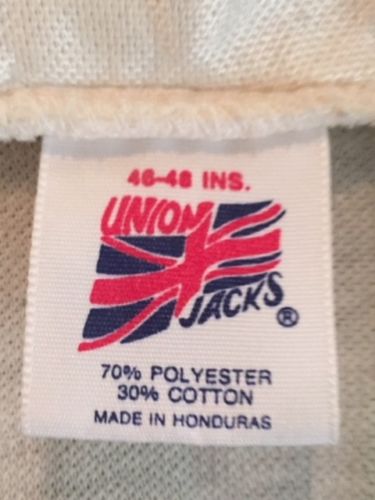 46-48 INS.
UNION
JACKS®
70% POLYESTER
30% COTTON
MADE IN HONDURAS